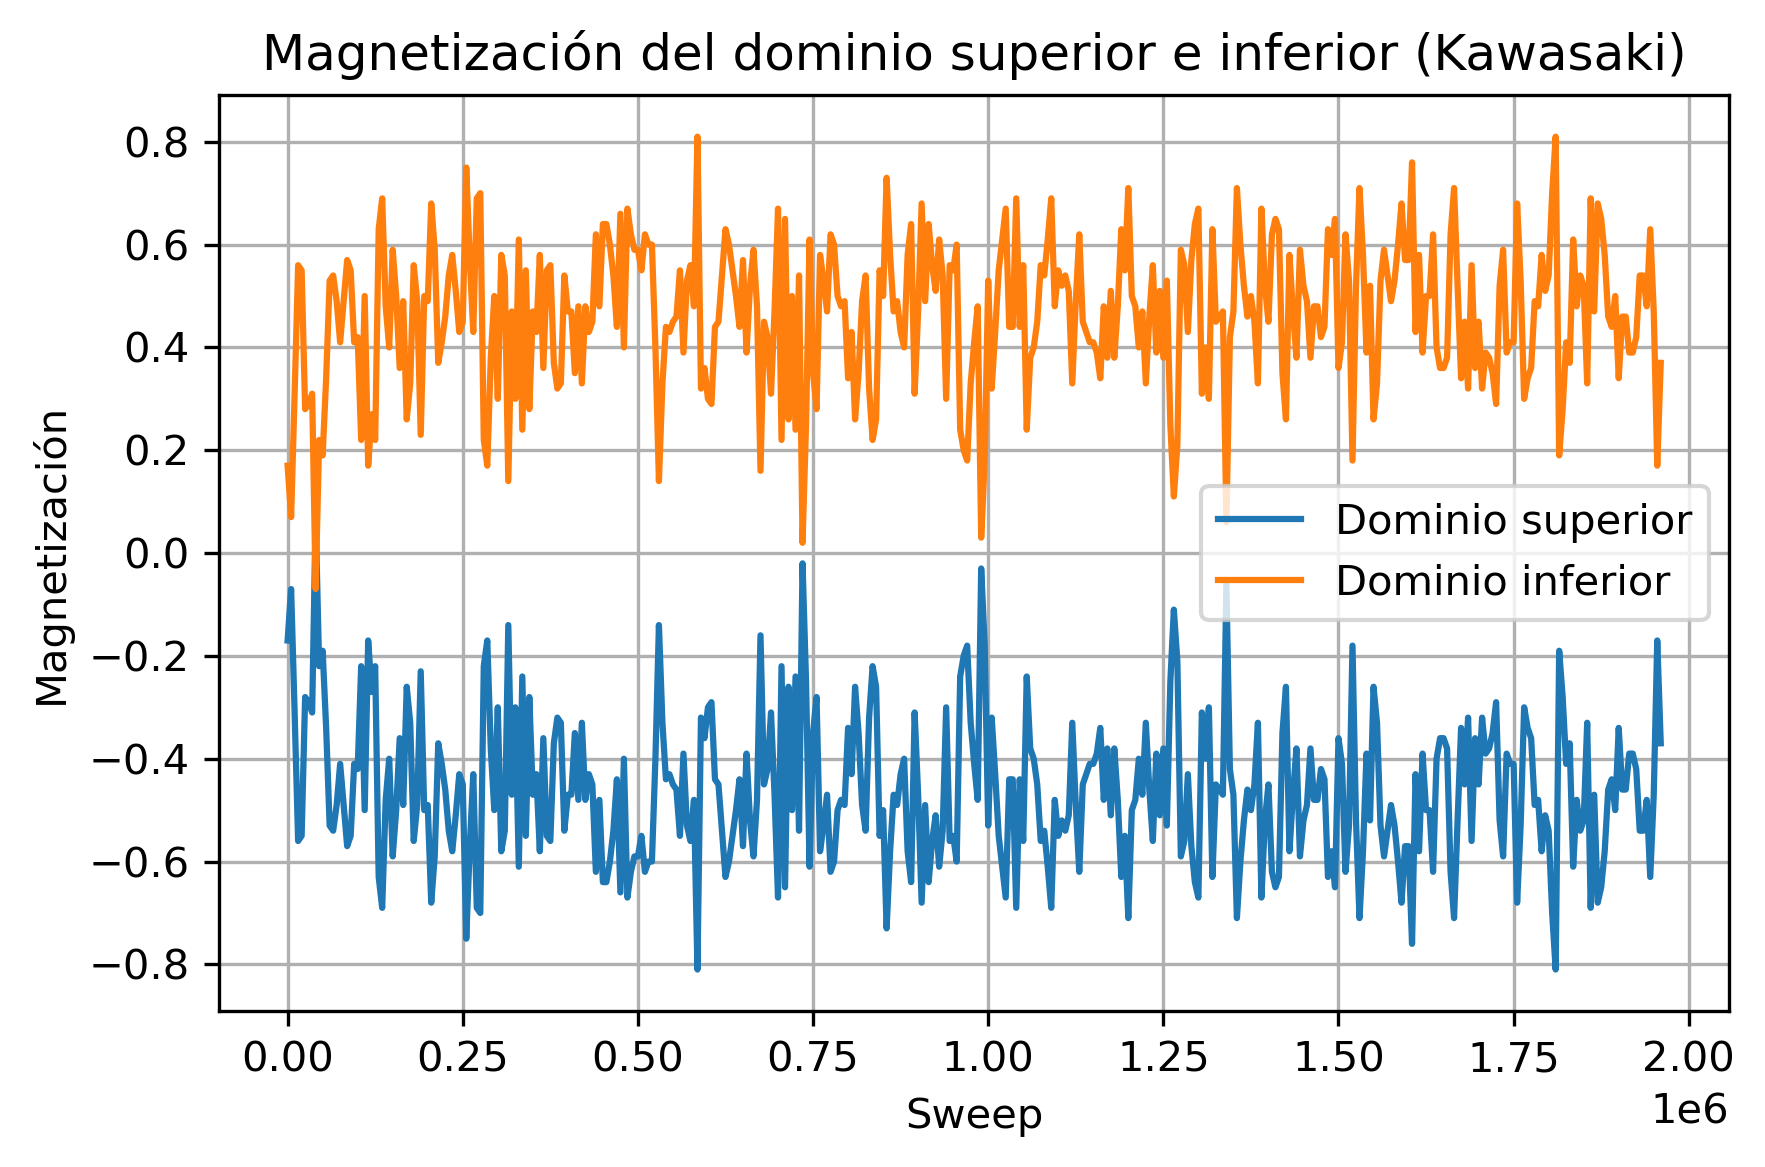 Magnetización del dominio superior e inferior (Kawasaki)
0.8
0.6
0.4
0.2
0.0
−0.2
−0.4
−0.6
−0.8
Magnetización
Dominio superior
Dominio inferior
0.00 0.25 0.50 0.75 1.00 1.25 1.50 1.75 2.00
1e6
Sweep